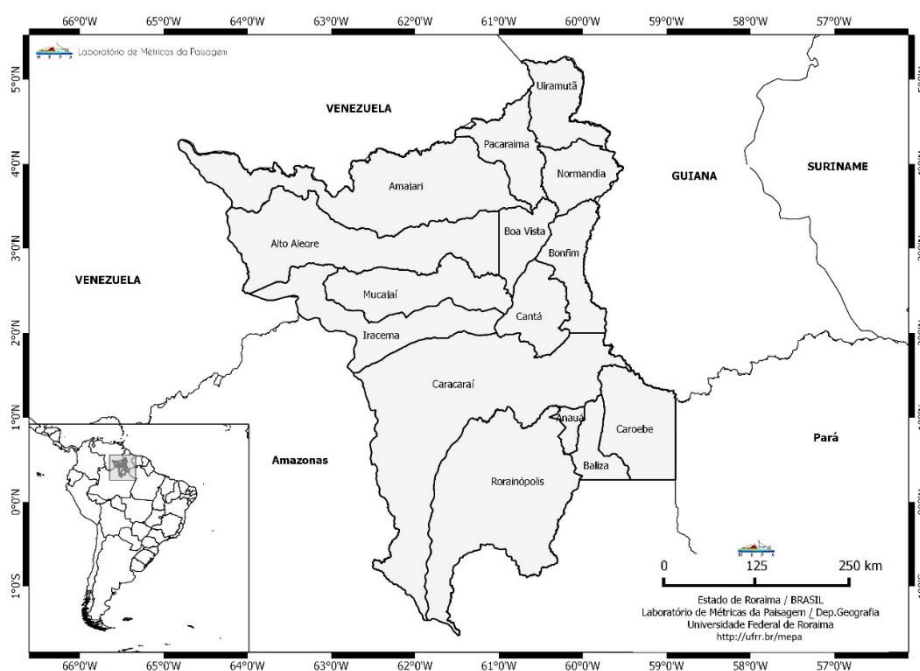 66°0'W 65°0'W 64°0'W 63°0'W 62°0'W 61°0'W 60°0'W 59°0'W 58°0'W 57°0'W
Laboratório de Métricas da Paisagem
M E P A
5°0'N
Uiramutã
VENEZUELA
Pacaraima
4°0'N
Normandia
SURINAME
Amajari
GUIANA
Boa Vista
Alto Alegre
Bonfim
3°0'N
VENEZUELA
Mucajaí
Cantá
2°0'N
Iracema
Caracaraí
1°0'N
Anauá
Caroebe
Pará
Amazonas
Baliza
Rorainópolis
0°0'N
M E P A
0 125 250 km
1°0'S
Estado de Roraima / BRASIL
Laboratório de Métricas da Paisagem / Dep.Geografia
Universidade Federal de Roraima
http://ufrr.br/mepa
66°0'W 65°0'W 64°0'W 63°0'W 62°0'W 61°0'W 60°0'W 59°0'W 58°0'W 57°0'W